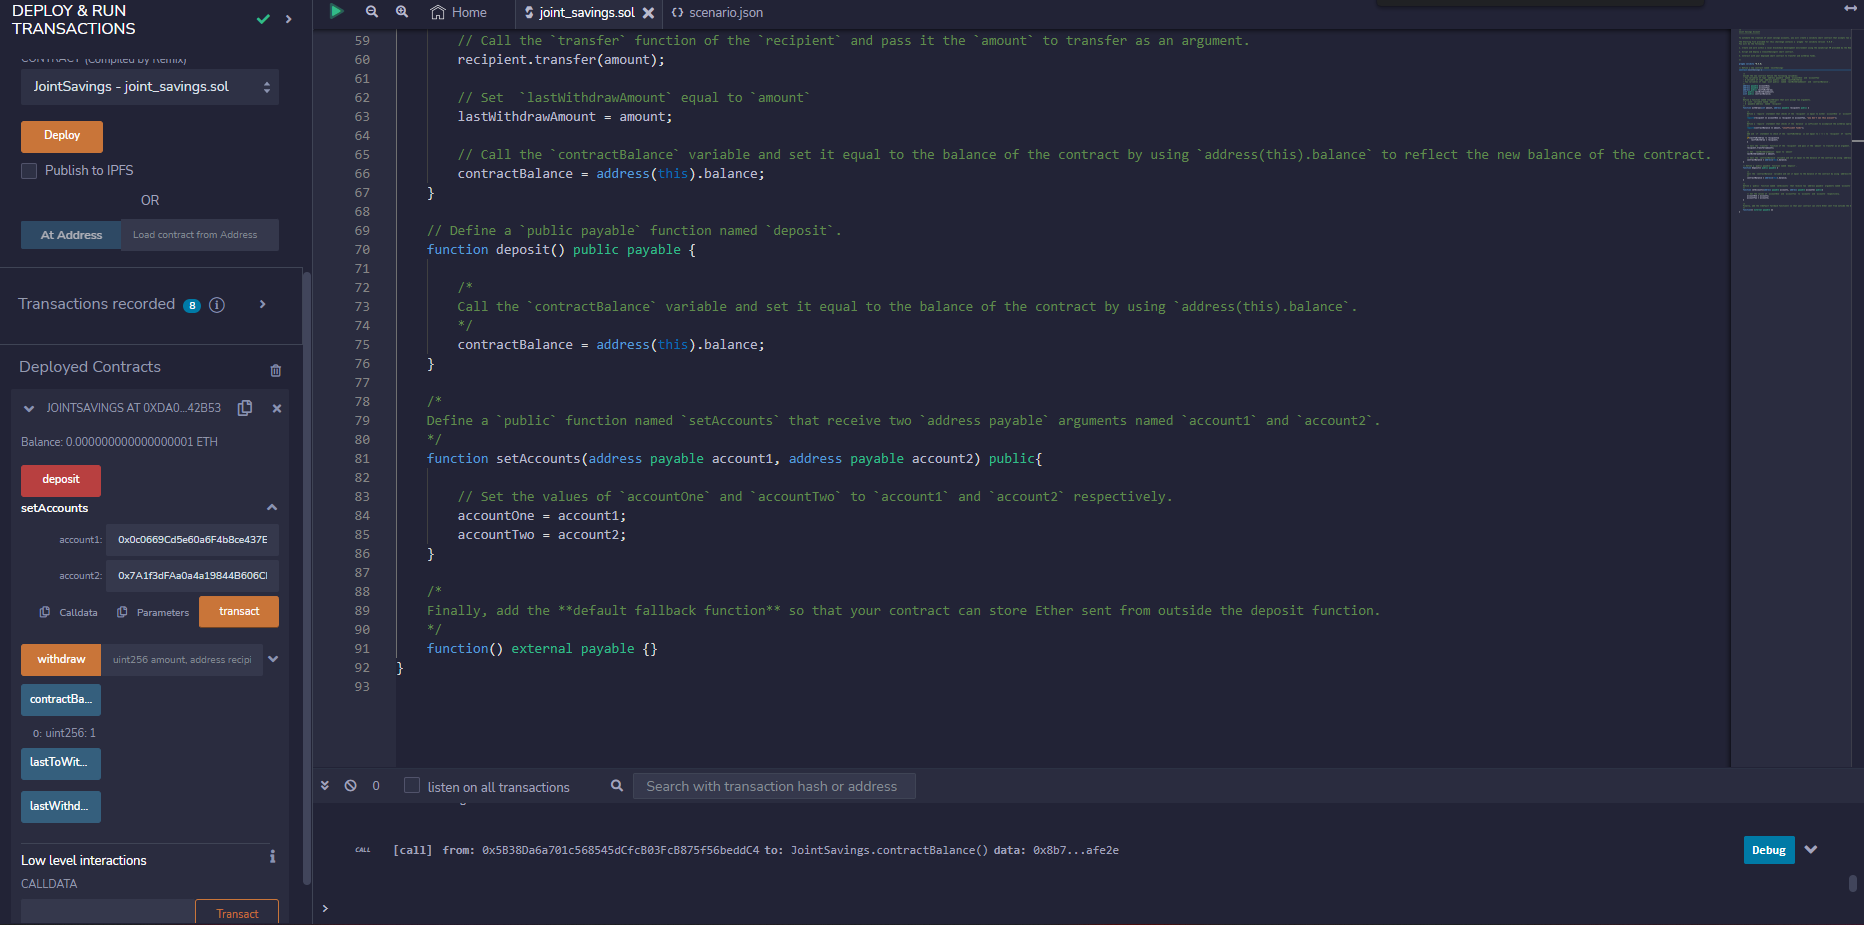 DEPLOY & RUN
TRANSACTIONS
CONTRACT (Compiled by Remix)
JointSavings - joint_savings.sol
Deploy
Publish to IPFS
OR
At Address
Load contract from Address
Transactions recorded 8
Deployed Contracts
JOINTSAVINGS AT 0XDA0...42B53
Balance: 0.000000000000000001 ETH
deposit
setAccounts
account1: 0x0c0669Cd5e60a6F4b8ce437E
account2: 0x7A1f3dFAa0a4a19844B606C
Calldata
Parameters
transact
withdraw
uint256 amount, address recipi
contractBa...
0: uint256: 1
lastToWit...
lastWithd...
Low level interactions
CALLDATA
Transact
Home
joint_savings.sol
scenario.json
59 // Call the `transfer` function of the `recipient` and pass it the `amount` to transfer as an argument.
60 recipient.transfer(amount);
61
62 // Set  `lastWithdrawAmount` equal to `amount`
63 lastWithdrawAmount = amount;
64
65 // Call the `contractBalance` variable and set it equal to the balance of the contract by using `address(this).balance` to reflect the new balance of the contract.
66 contractBalance = address(this).balance;
67 }
68
69 // Define a `public payable` function named `deposit`.
70 function deposit() public payable {
71
72 /*
73 Call the `contractBalance` variable and set it equal to the balance of the contract by using `address(this).balance`.
74 */
75 contractBalance = address(this).balance;
76 }
77
78 /*
79 Define a `public` function named `setAccounts` that receive two `address payable` arguments named `account1` and `account2`.
80 */
81 function setAccounts(address payable account1, address payable account2) public{
82
83 // Set the values of `accountOne` and `accountTwo` to `account1` and `account2` respectively.
84 accountOne = account1;
85 accountTwo = account2;
86 }
87
88 /*
89 Finally, add the **default fallback function** so that your contract can store Ether sent from outside the deposit function.
90 */
91 function() external payable {}
92 }
93
0
listen on all transactions
Search with transaction hash or address
CALL [call] from: 0x5B38Da6a701c568545dCfcB03FcB875f56beddC4 to: JointSavings.contractBalance() data: 0x8b7...afe2e
Debug
>